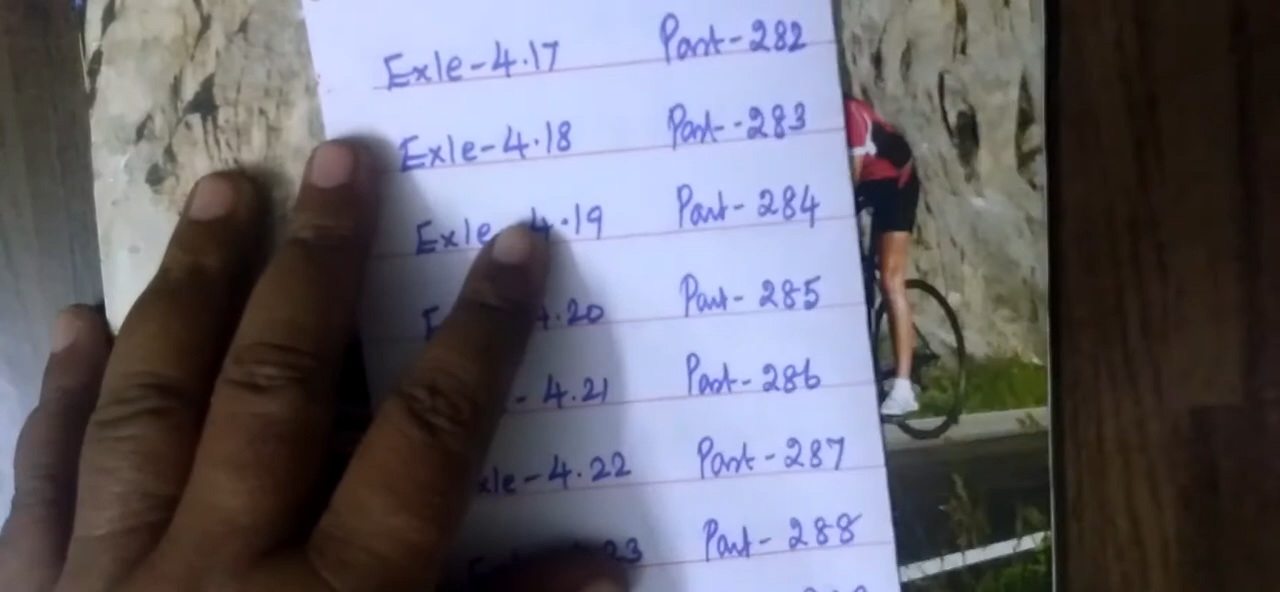 Exle-4.17 Part-282
Exle-4.18 Part-283
Exle-4.19 Part-284
4.20 Part-285
-4.21 Part-286
xle-4.22 Part-287
23 Part-288